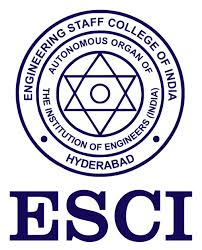 ENGINEERING STAFF COLLEGE OF INDIA
AUTONOMOUS ORGAN OF
THE INSTITUTION OF ENGINEERS (INDIA)
HYDERABAD
ESCI